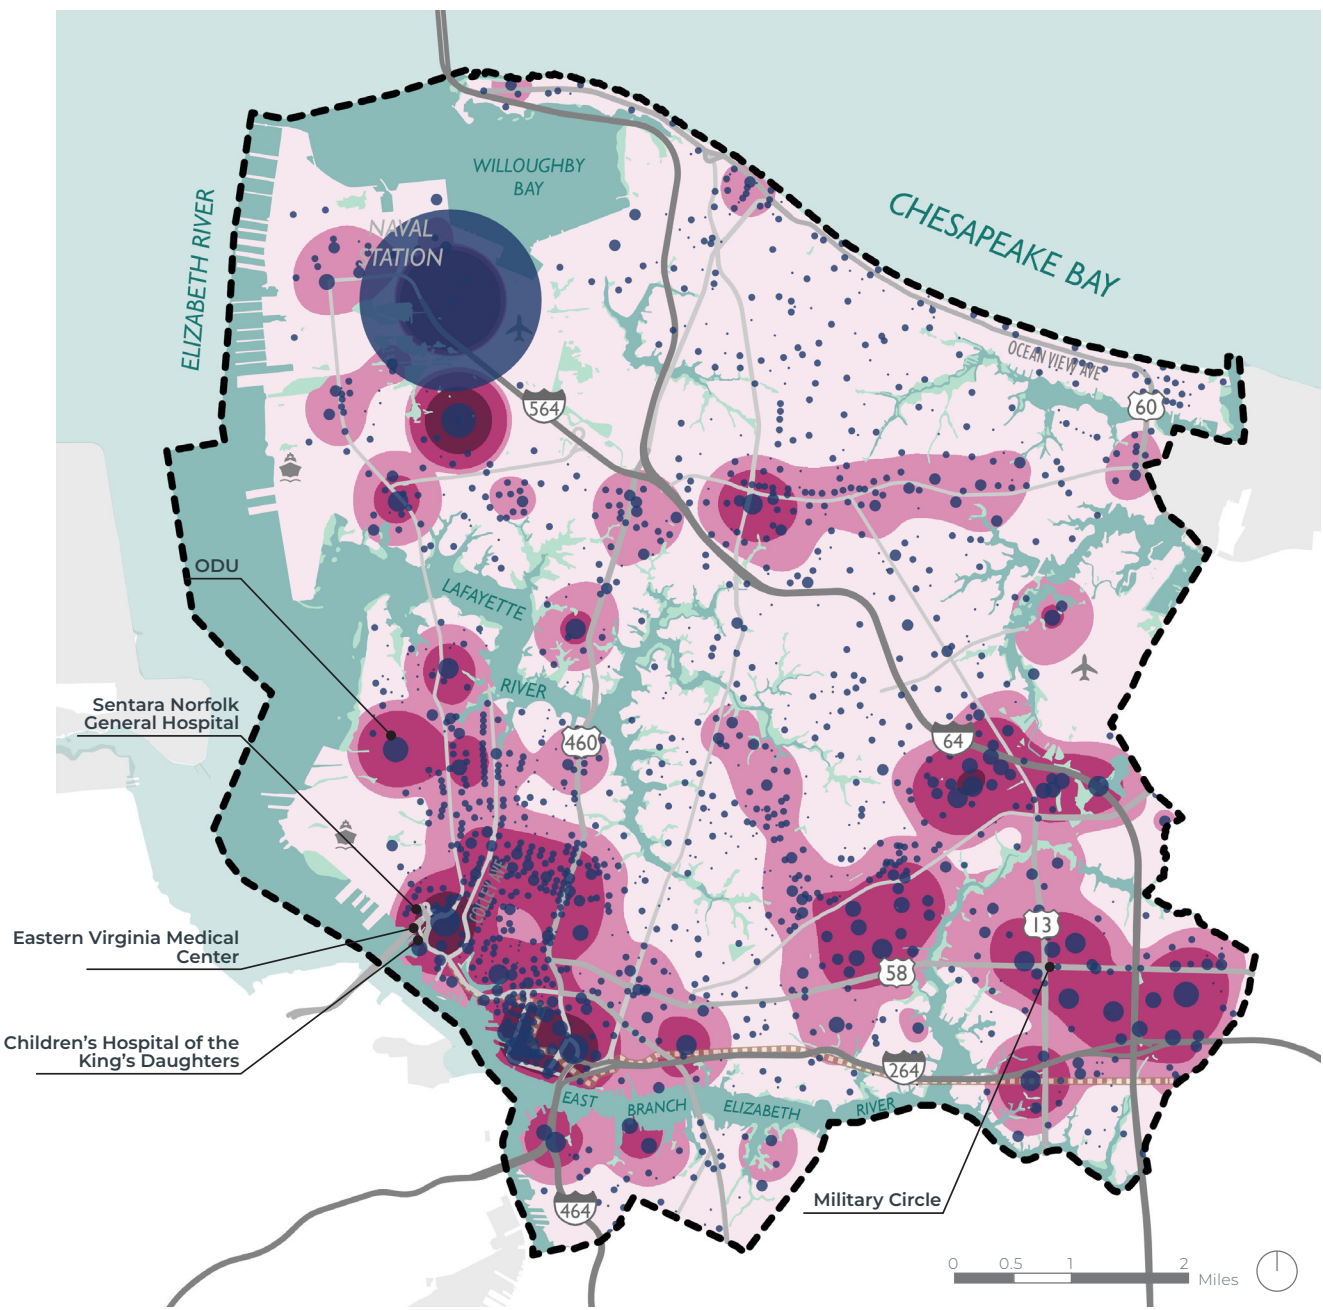 WILLOUGHBY
BAY
ELIZABETH RIVER
NAVAL
STATION
CHESAPEAKE BAY
OCEAN VIEW AVE
60
564
ODU
LAFAYETTE
RIVER
Sentara Norfolk
General Hospital
460
64
COLLEY AVE
13
Eastern Virginia Medical
Center
58
Children's Hospital of the
King's Daughters
264
EAST
BRANCH
ELIZABETH
RIVER
Military Circle
464
0 0.5 1 2
Miles